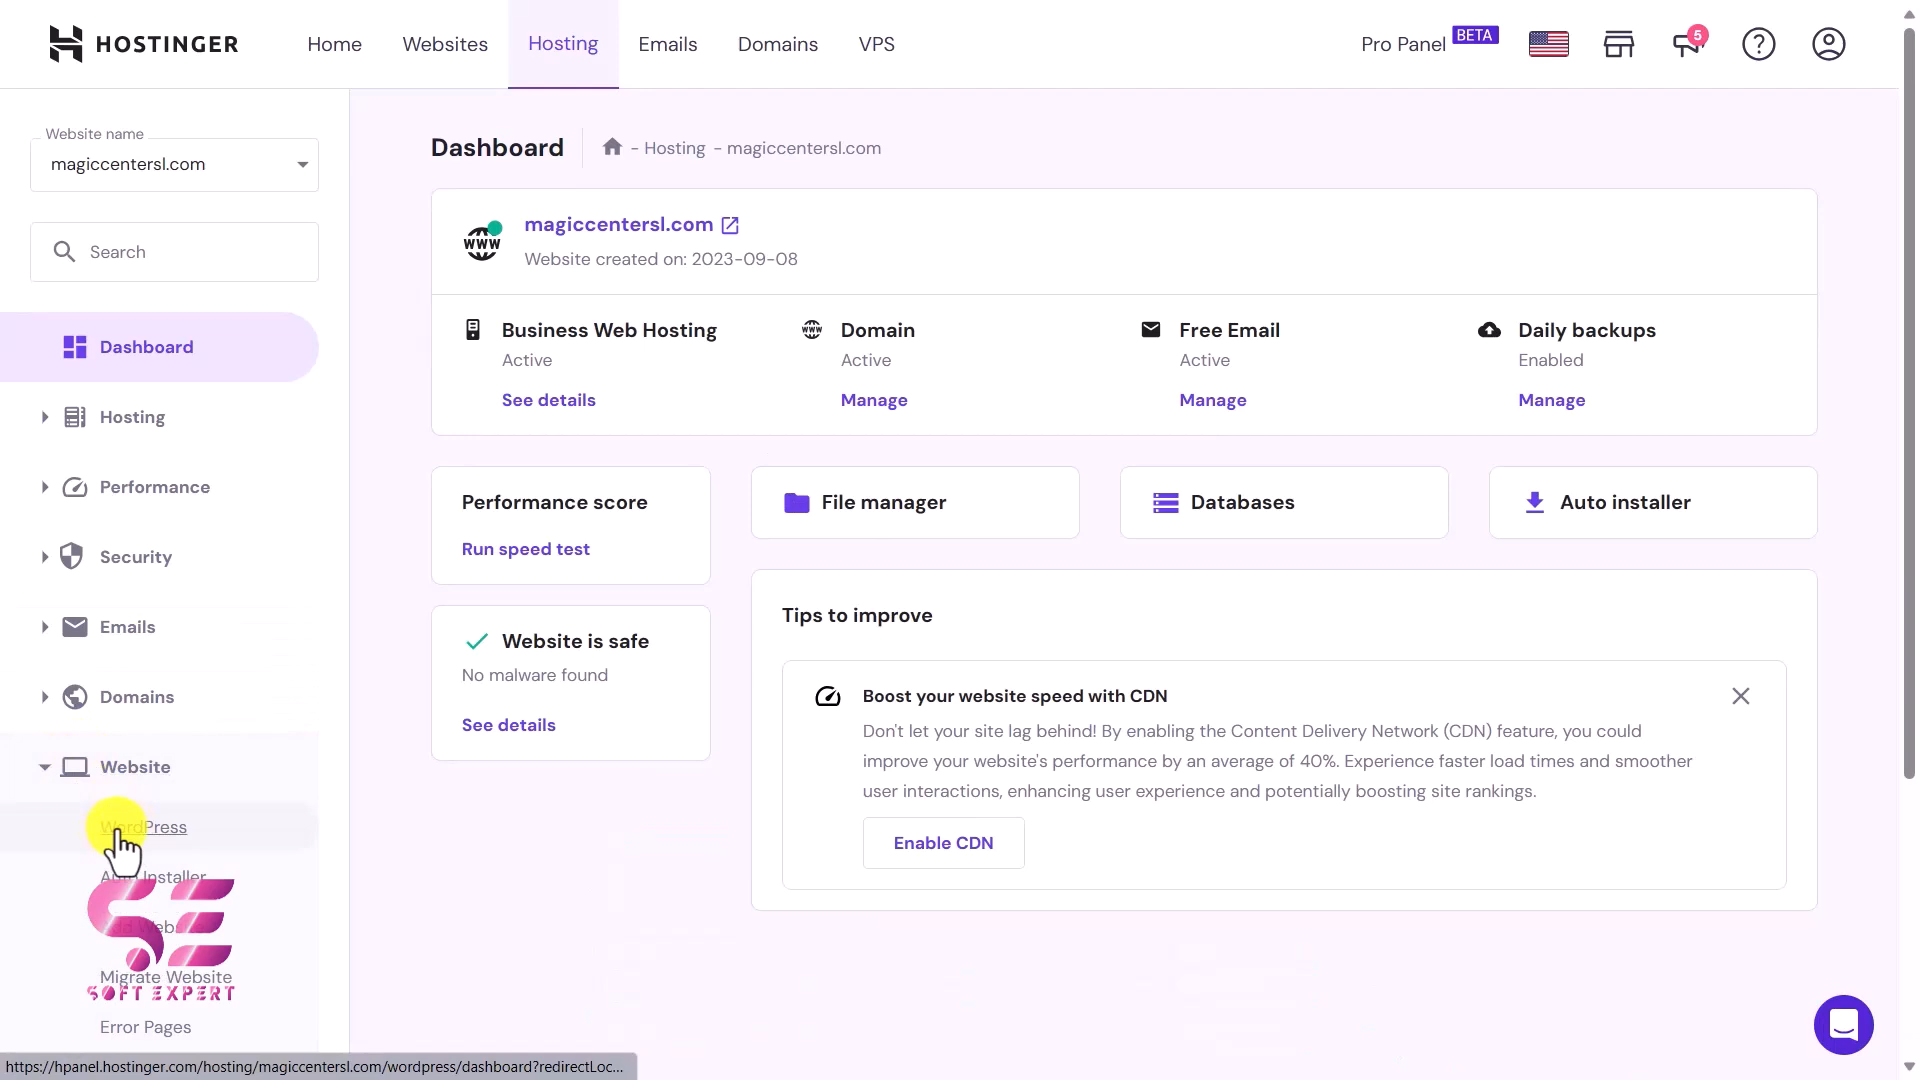 HOSTINGER
Home
Websites
Hosting
Emails
Domains
VPS
Pro Panel
BETA
5
Website name
magiccentersl.com
Search
Dashboard
Hosting
Performance
Security
Emails
Domains
Website
WordPress
Auto Installer
Add Website
Migrate Website
SOFT EXPERT
Error Pages
Dashboard
- Hosting - magiccentersl.com
www
magiccentersl.com
Website created on: 2023-09-08
Business Web Hosting
Active
See details
www
Domain
Active
Manage
Free Email
Active
Manage
Daily backups
Enabled
Manage
Performance score
Run speed test
File manager
Databases
Auto installer
Website is safe
No malware found
See details
Tips to improve
Boost your website speed with CDN
Don't let your site lag behind! By enabling the Content Delivery Network (CDN) feature, you could
improve your website's performance by an average of 40%. Experience faster load times and smoother
user interactions, enhancing user experience and potentially boosting site rankings.
Enable CDN
https://hpanel.hostinger.com/hosting/magiccentersl.com/wordpress/dashboard?redirectLoc...